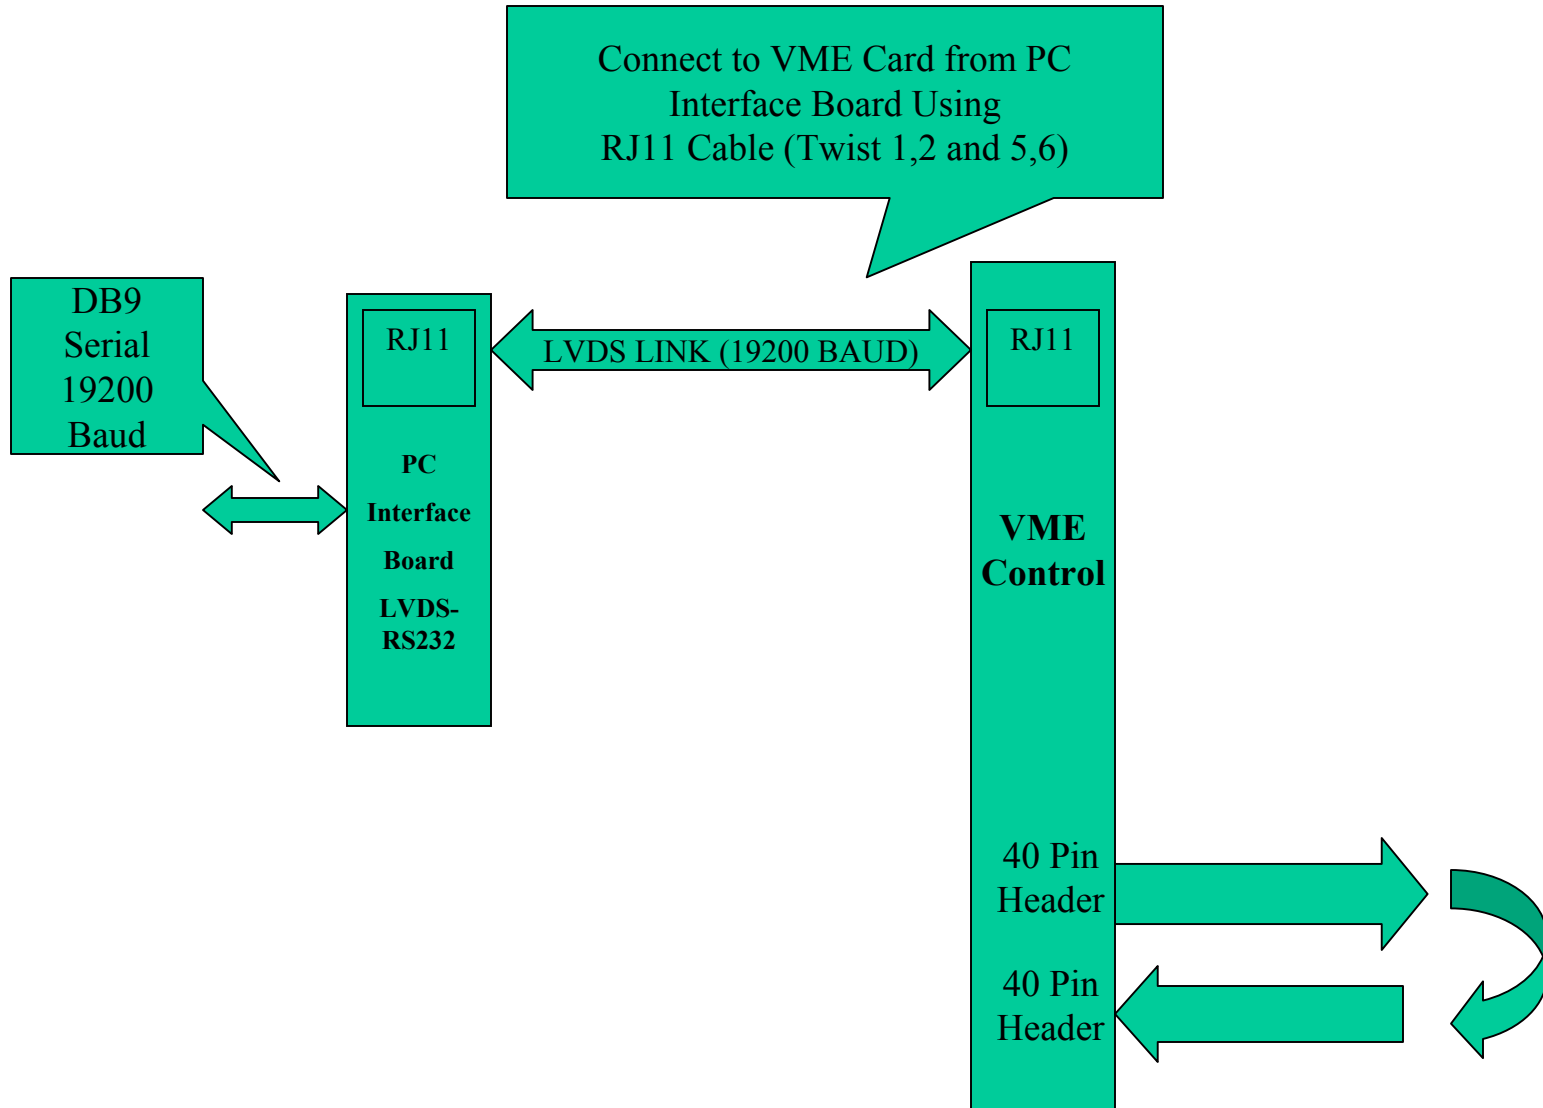 Connect to VME Card from PC
Interface Board Using
RJ11 Cable (Twist 1,2 and 5,6)
DB9
Serial
19200
Baud
RJ11
PC
Interface
Board
LVDS-
RS232
LVDS LINK (19200 BAUD)
RJ11
VME
Control
40 Pin
Header
40 Pin
Header